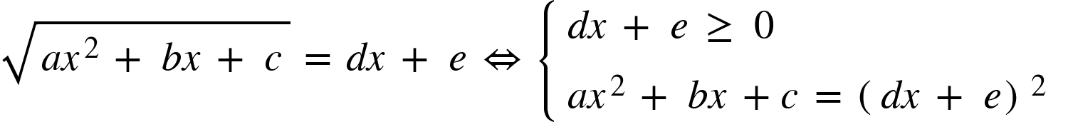 √(ax² + bx + c) = dx + e ⇔ { dx + e ≥ 0
ax² + bx + c = ( dx + e) ²